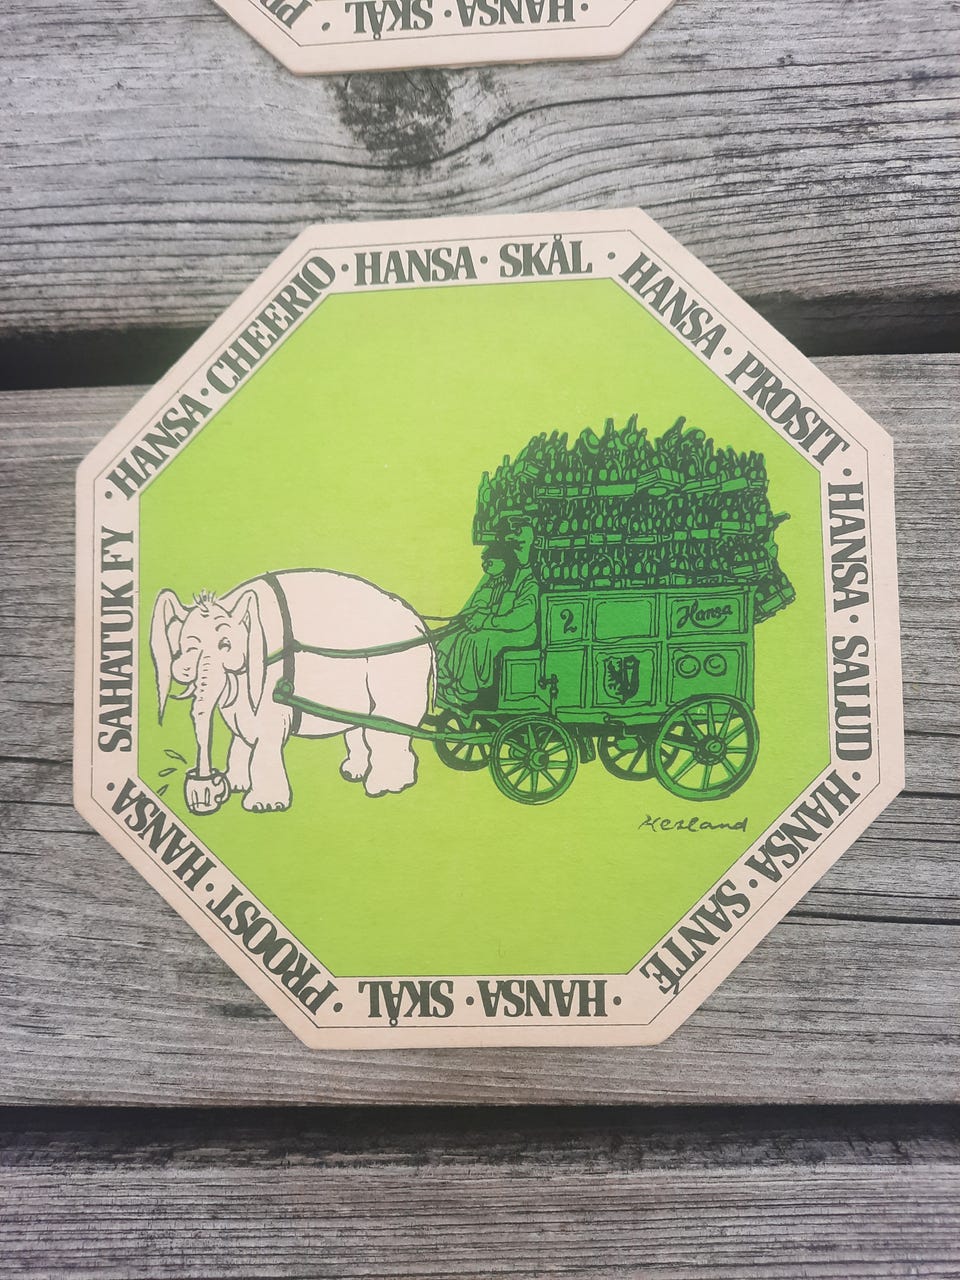 PR
HANSA · SKÅL ·
· HANSA · CHEERIO
· HANSA · SKÅL ·
HANSA · PROSIT ·
HANSA · SALUD ·
HANSA · SANTÉ
· HANSA · SKÅL ·
PROOST · HANSA ·
SAHATUK FY
2
Hansa
Herland